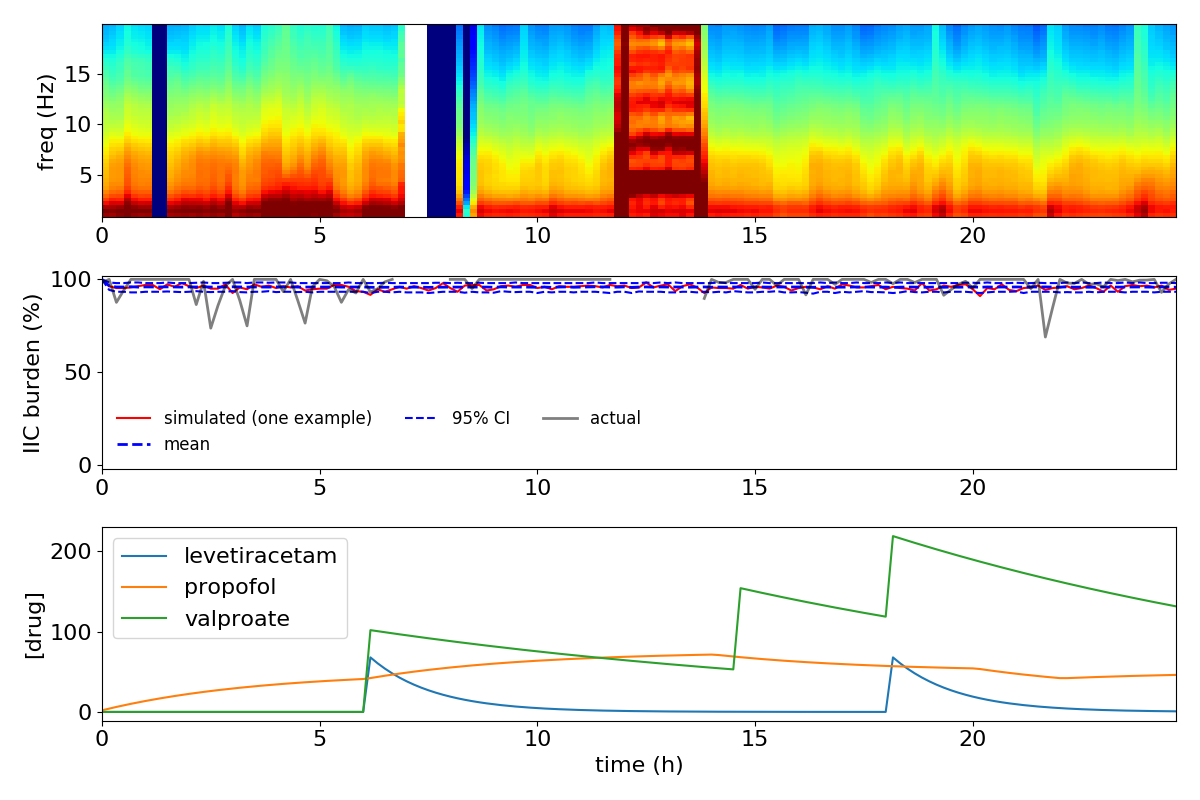 freq (Hz)
15
10
5
0 5 10 15 20
IIC burden (%)
100
50
0
simulated (one example) 95% CI actual
mean
0 5 10 15 20
[drug]
200
100
0
levetiracetam
propofol
valproate
0 5 10 15 20
time (h)